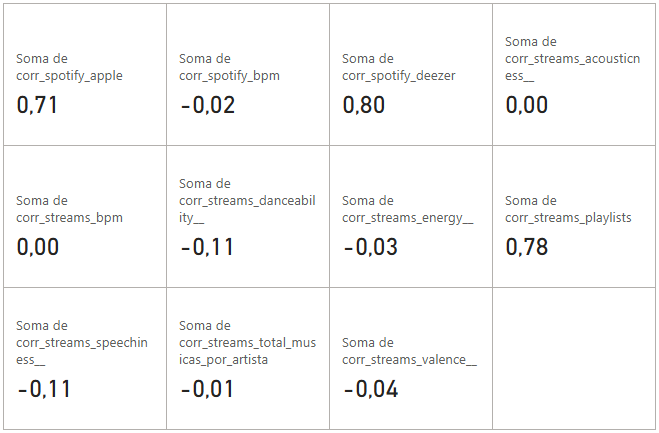 Soma de
corr_spotify_apple
0,71
Soma de
corr_spotify_bpm
-0,02
Soma de
corr_spotify_deezer
0,80
Soma de
corr_streams_acousticn
ess__
0,00
Soma de
corr_streams_bpm
0,00
Soma de
corr_streams_danceabil
ity__
-0,11
Soma de
corr_streams_energy__
-0,03
Soma de
corr_streams_playlists
0,78
Soma de
corr_streams_speechin
ess__
-0,11
Soma de
corr_streams_total_mus
icas_por_artista
-0,01
Soma de
corr_streams_valence__
-0,04